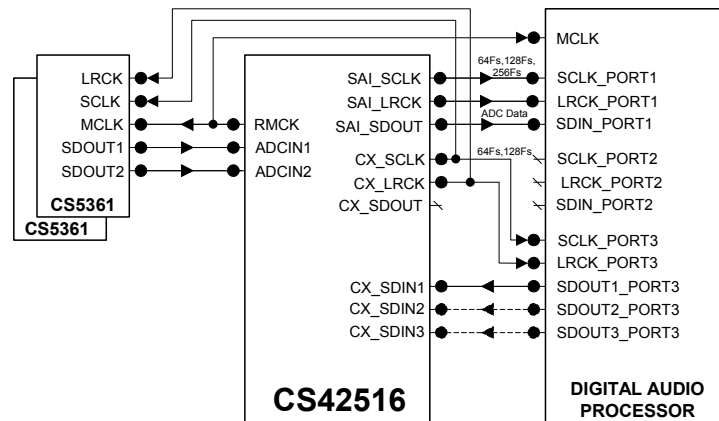 LRCK
SCLK
MCLK
SDOUT1
SDOUT2
CS5361
CS5361
RMCK
ADCIN1
ADCIN2
SAI_SCLK
SAI_LRCK
SAI_SDOUT
CX_SCLK
CX_LRCK
CX_SDOUT
CX_SDIN1
CX_SDIN2
CX_SDIN3
CS42516
64Fs,128Fs,
256Fs
ADC Data
64Fs,128Fs
MCLK
SCLK_PORT1
LRCK_PORT1
SDIN_PORT1
SCLK_PORT2
LRCK_PORT2
SDIN_PORT2
SCLK_PORT3
LRCK_PORT3
SDOUT1_PORT3
SDOUT2_PORT3
SDOUT3_PORT3
DIGITAL AUDIO
PROCESSOR